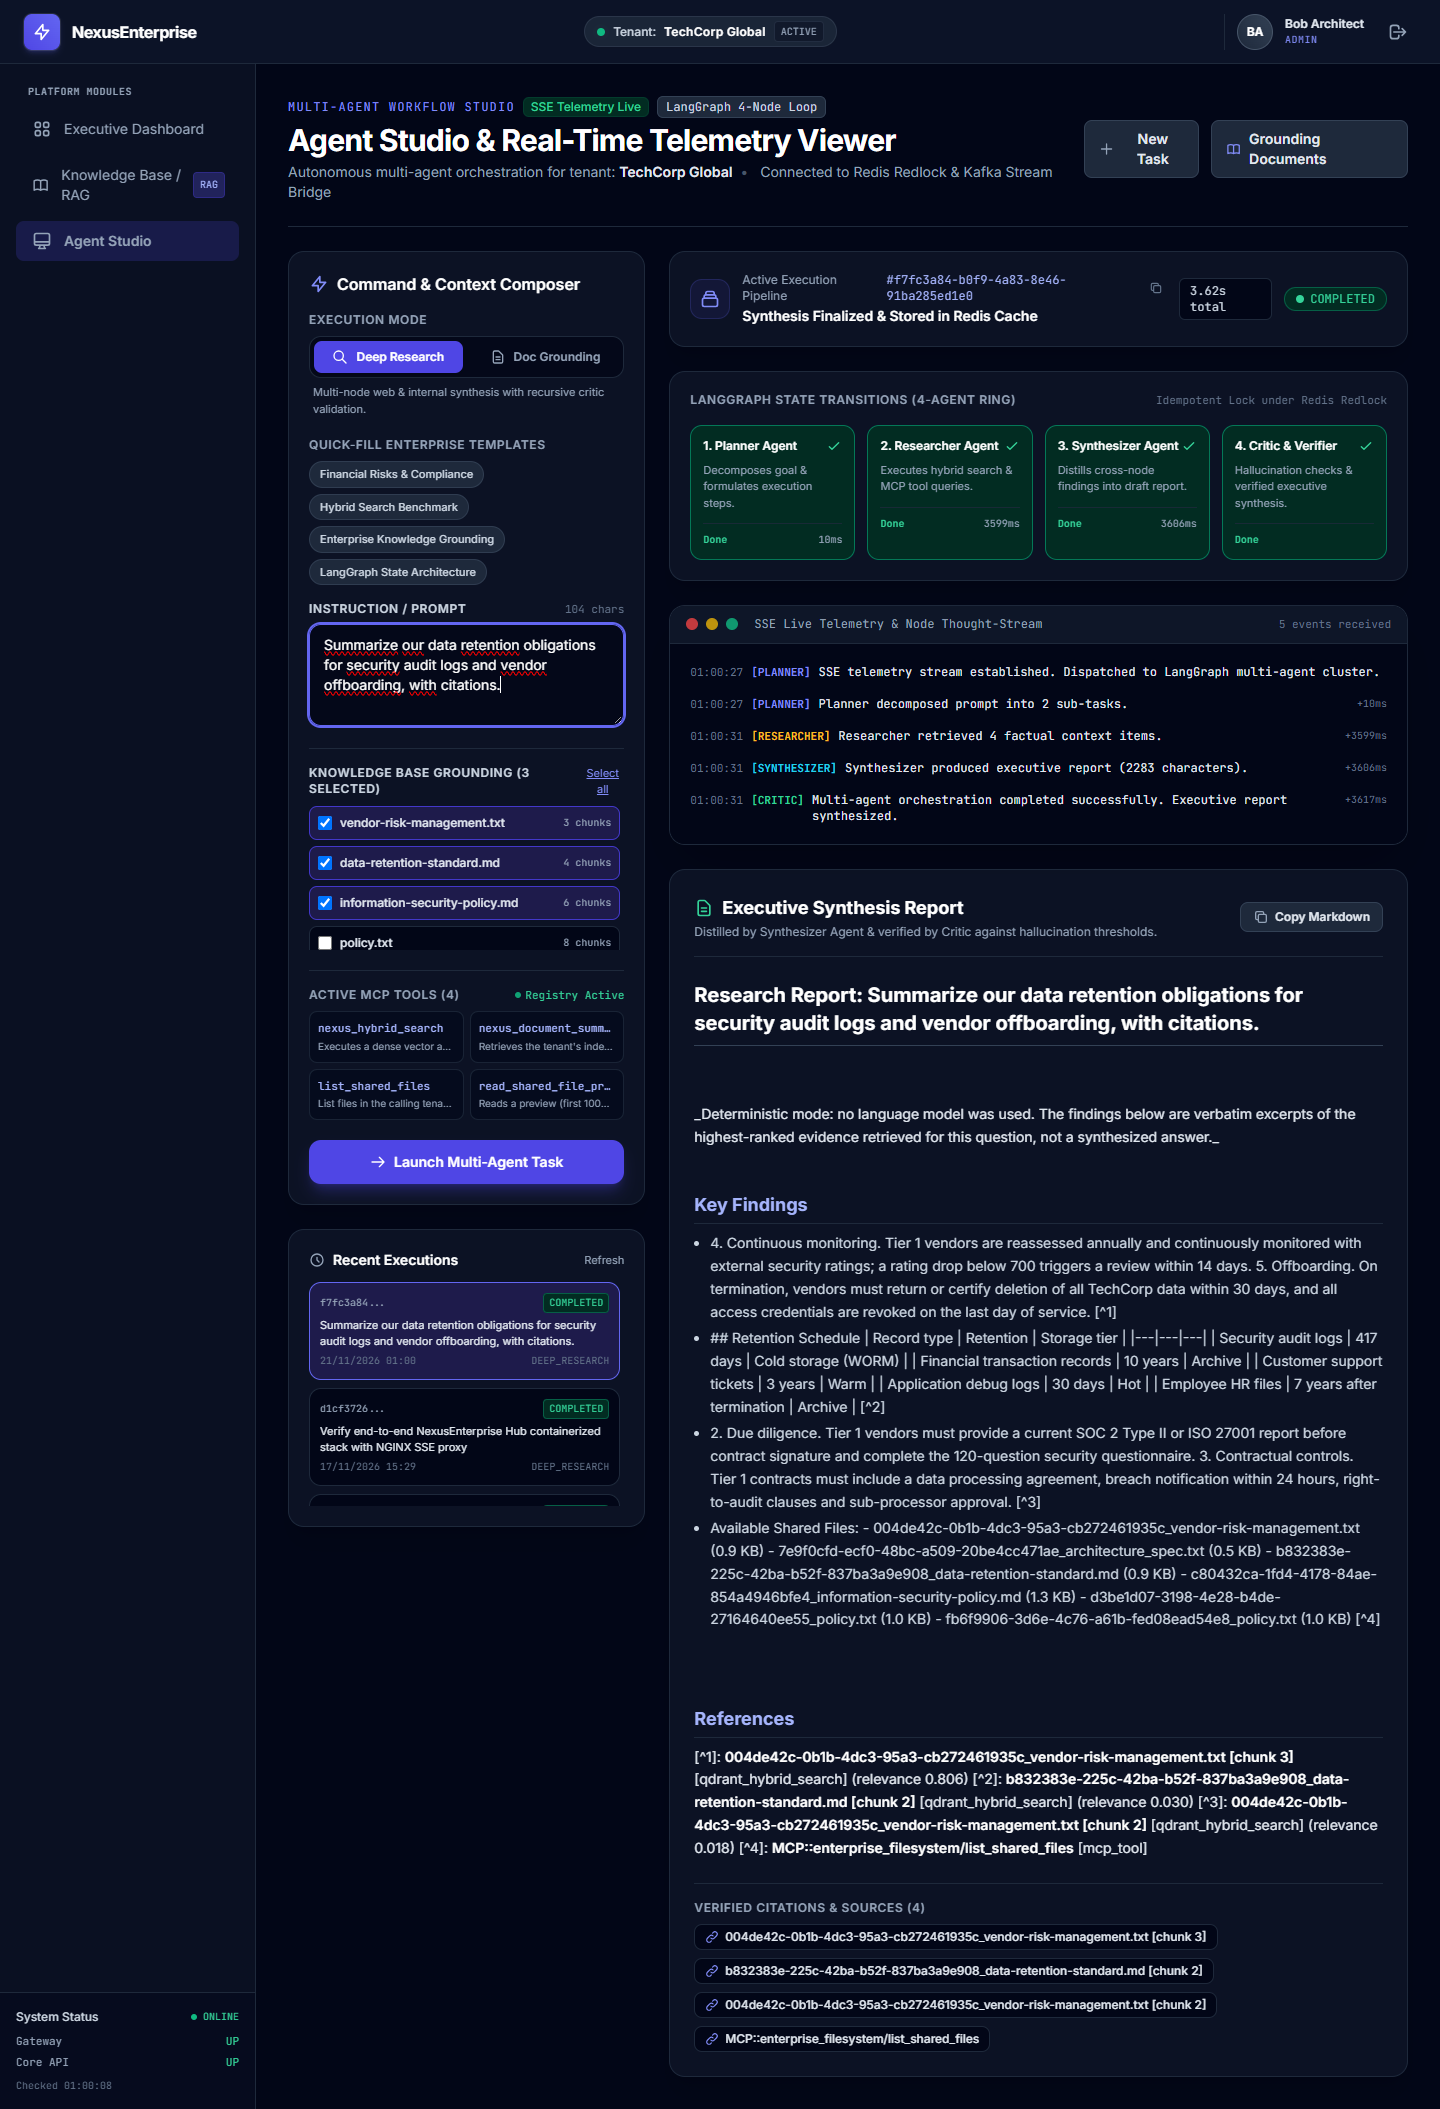 NexusEnterprise
Tenant: TechCorp Global ACTIVE
BA
Bob Architect
ADMIN
PLATFORM MODULES
Executive Dashboard
Knowledge Base / RAG
RAG
Agent Studio
System Status ONLINE
Gateway UP
Core API UP
Checked 01:00:08
MULTI-AGENT WORKFLOW STUDIO SSE Telemetry Live LangGraph 4-Node Loop
Agent Studio & Real-Time Telemetry Viewer
Autonomous multi-agent orchestration for tenant: TechCorp Global • Connected to Redis Redlock & Kafka Stream
Bridge
New
Task
Grounding
Documents
Command & Context Composer
EXECUTION MODE
Deep Research Doc Grounding
Multi-node web & internal synthesis with recursive critic
validation.
QUICK-FILL ENTERPRISE TEMPLATES
Financial Risks & Compliance
Hybrid Search Benchmark
Enterprise Knowledge Grounding
LangGraph State Architecture
INSTRUCTION / PROMPT 104 chars
Summarize our data retention obligations
for security audit logs and vendor
offboarding, with citations.
KNOWLEDGE BASE GROUNDING (3
SELECTED)
Select
all
vendor-risk-management.txt 3 chunks
data-retention-standard.md 4 chunks
information-security-policy.md 6 chunks
policy.txt 8 chunks
ACTIVE MCP TOOLS (4) Registry Active
nexus_hybrid_search
Executes a dense vector a...
nexus_document_summ...
Retrieves the tenant's inde...
list_shared_files
List files in the calling tena...
read_shared_file_pr...
Reads a preview (first 100...
Launch Multi-Agent Task
Recent Executions Refresh
f7fc3a84... COMPLETED
Summarize our data retention obligations for security
audit logs and vendor offboarding, with citations.
21/11/2026 01:00 DEEP_RESEARCH
d1cf3726... COMPLETED
Verify end-to-end NexusEnterprise Hub containerized
stack with NGINX SSE proxy
17/11/2026 15:29 DEEP_RESEARCH
Active Execution
Pipeline
#f7fc3a84-b0f9-4a83-8e46-
91ba285ed1e0
Synthesis Finalized & Stored in Redis Cache
3.62s
total
COMPLETED
LANGGRAPH STATE TRANSITIONS (4-AGENT RING) Idempotent Lock under Redis Redlock
1. Planner Agent
Decomposes goal &
formulates execution
steps.
Done 10ms
2. Researcher Agent
Executes hybrid search &
MCP tool queries.
Done 3599ms
3. Synthesizer Agent
Distills cross-node
findings into draft report.
Done 3606ms
4. Critic & Verifier
Hallucination checks &
verified executive
synthesis.
Done
SSE Live Telemetry & Node Thought-Stream 5 events received
01:00:27 [PLANNER] SSE telemetry stream established. Dispatched to LangGraph multi-agent cluster.
01:00:27 [PLANNER] Planner decomposed prompt into 2 sub-tasks. +10ms
01:00:31 [RESEARCHER] Researcher retrieved 4 factual context items. +3599ms
01:00:31 [SYNTHESIZER] Synthesizer produced executive report (2283 characters). +3606ms
01:00:31 [CRITIC] Multi-agent orchestration completed successfully. Executive report +3617ms
synthesized.
Executive Synthesis Report
Distilled by Synthesizer Agent & verified by Critic against hallucination thresholds.
Copy Markdown
Research Report: Summarize our data retention obligations for
security audit logs and vendor offboarding, with citations.
_Deterministic mode: no language model was used. The findings below are verbatim excerpts of the
highest-ranked evidence retrieved for this question, not a synthesized answer._
Key Findings
• 4. Continuous monitoring. Tier 1 vendors are reassessed annually and continuously monitored with
external security ratings; a rating drop below 700 triggers a review within 14 days. 5. Offboarding. On
termination, vendors must return or certify deletion of all TechCorp data within 30 days, and all
access credentials are revoked on the last day of service. [^1]
• ## Retention Schedule | Record type | Retention | Storage tier | |---|---|---| | Security audit logs | 417
days | Cold storage (WORM) | | Financial transaction records | 10 years | Archive | | Customer support
tickets | 3 years | Warm | | Application debug logs | 30 days | Hot | | Employee HR files | 7 years after
termination | Archive | [^2]
• 2. Due diligence. Tier 1 vendors must provide a current SOC 2 Type II or ISO 27001 report before
contract signature and complete the 120-question security questionnaire. 3. Contractual controls.
Tier 1 contracts must include a data processing agreement, breach notification within 24 hours, right-
to-audit clauses and sub-processor approval. [^3]
• Available Shared Files: - 004de42c-0b1b-4dc3-95a3-cb272461935c_vendor-risk-management.txt
(0.9 KB) - 7e9f0cfd-ecf0-48bc-a509-20be4cc471ae_architecture_spec.txt (0.5 KB) - b832383e-
225c-42ba-b52f-837ba3a9e908_data-retention-standard.md (0.9 KB) - c80432ca-1fd4-4178-84ae-
854a4946bfe4_information-security-policy.md (1.3 KB) - d3be1d07-3198-4e28-b4de-
27164640ee55_policy.txt (1.0 KB) - fb6f9906-3d6e-4c76-a61b-fed08ead54e8_policy.txt (1.0 KB) [^4]
References
[^1]: 004de42c-0b1b-4dc3-95a3-cb272461935c_vendor-risk-management.txt [chunk 3]
[qdrant_hybrid_search] (relevance 0.806) [^2]: b832383e-225c-42ba-b52f-837ba3a9e908_data-
retention-standard.md [chunk 2] [qdrant_hybrid_search] (relevance 0.030) [^3]: 004de42c-0b1b-
4dc3-95a3-cb272461935c_vendor-risk-management.txt [chunk 2] [qdrant_hybrid_search] (relevance
0.018) [^4]: MCP::enterprise_filesystem/list_shared_files [mcp_tool]
VERIFIED CITATIONS & SOURCES (4)
004de42c-0b1b-4dc3-95a3-cb272461935c_vendor-risk-management.txt [chunk 3]
b832383e-225c-42ba-b52f-837ba3a9e908_data-retention-standard.md [chunk 2]
004de42c-0b1b-4dc3-95a3-cb272461935c_vendor-risk-management.txt [chunk 2]
MCP::enterprise_filesystem/list_shared_files